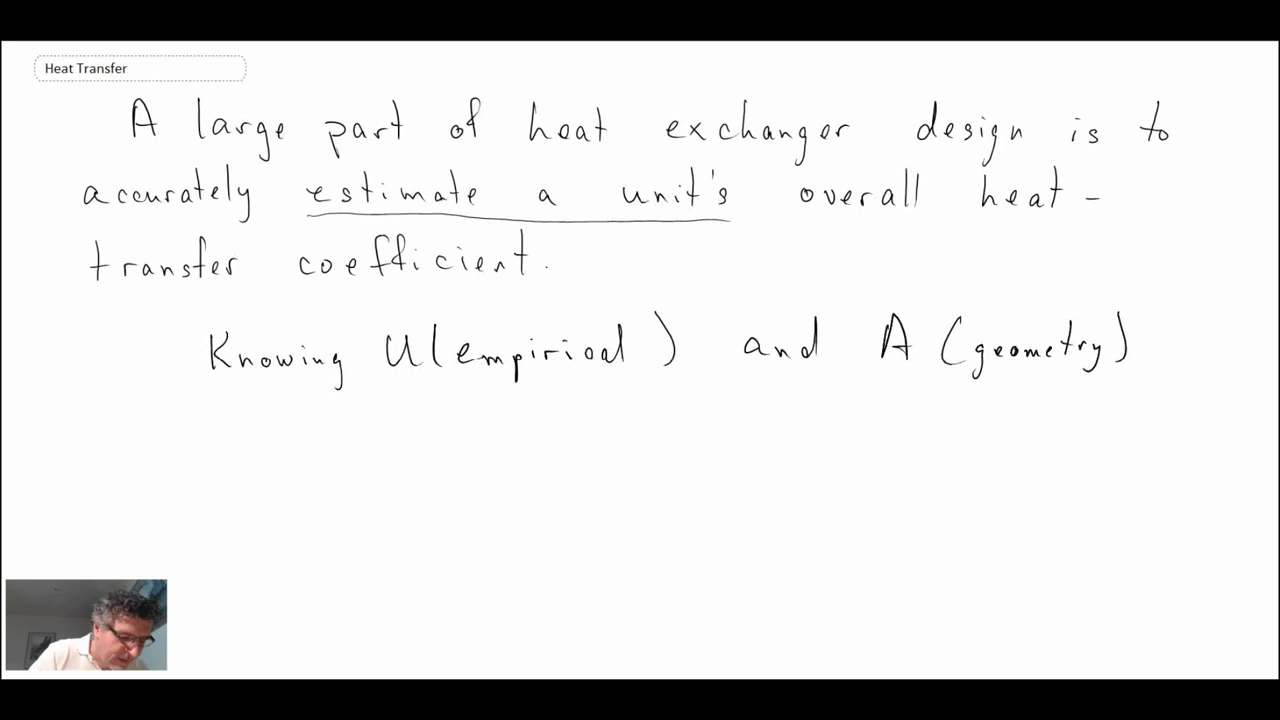 Heat Transfer
A large part of heat exchanger design is to
accurately estimate a unit's overall heat-
transfer coefficient.
Knowing U(empirical) and A (geometry)